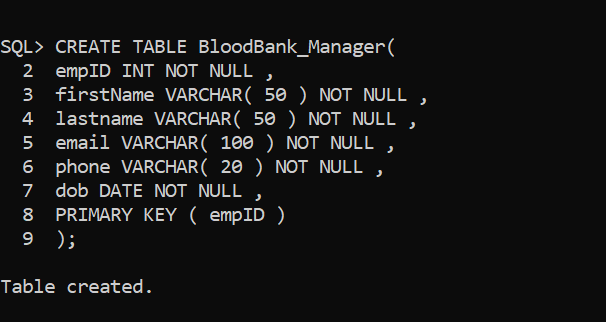 SQL> CREATE TABLE BloodBank_Manager(
  2  empID INT NOT NULL ,
  3  firstName VARCHAR( 50 ) NOT NULL ,
  4  lastname VARCHAR( 50 ) NOT NULL ,
  5  email VARCHAR( 100 ) NOT NULL ,
  6  phone VARCHAR( 20 ) NOT NULL ,
  7  dob DATE NOT NULL ,
  8  PRIMARY KEY ( empID )
  9  );
Table created.